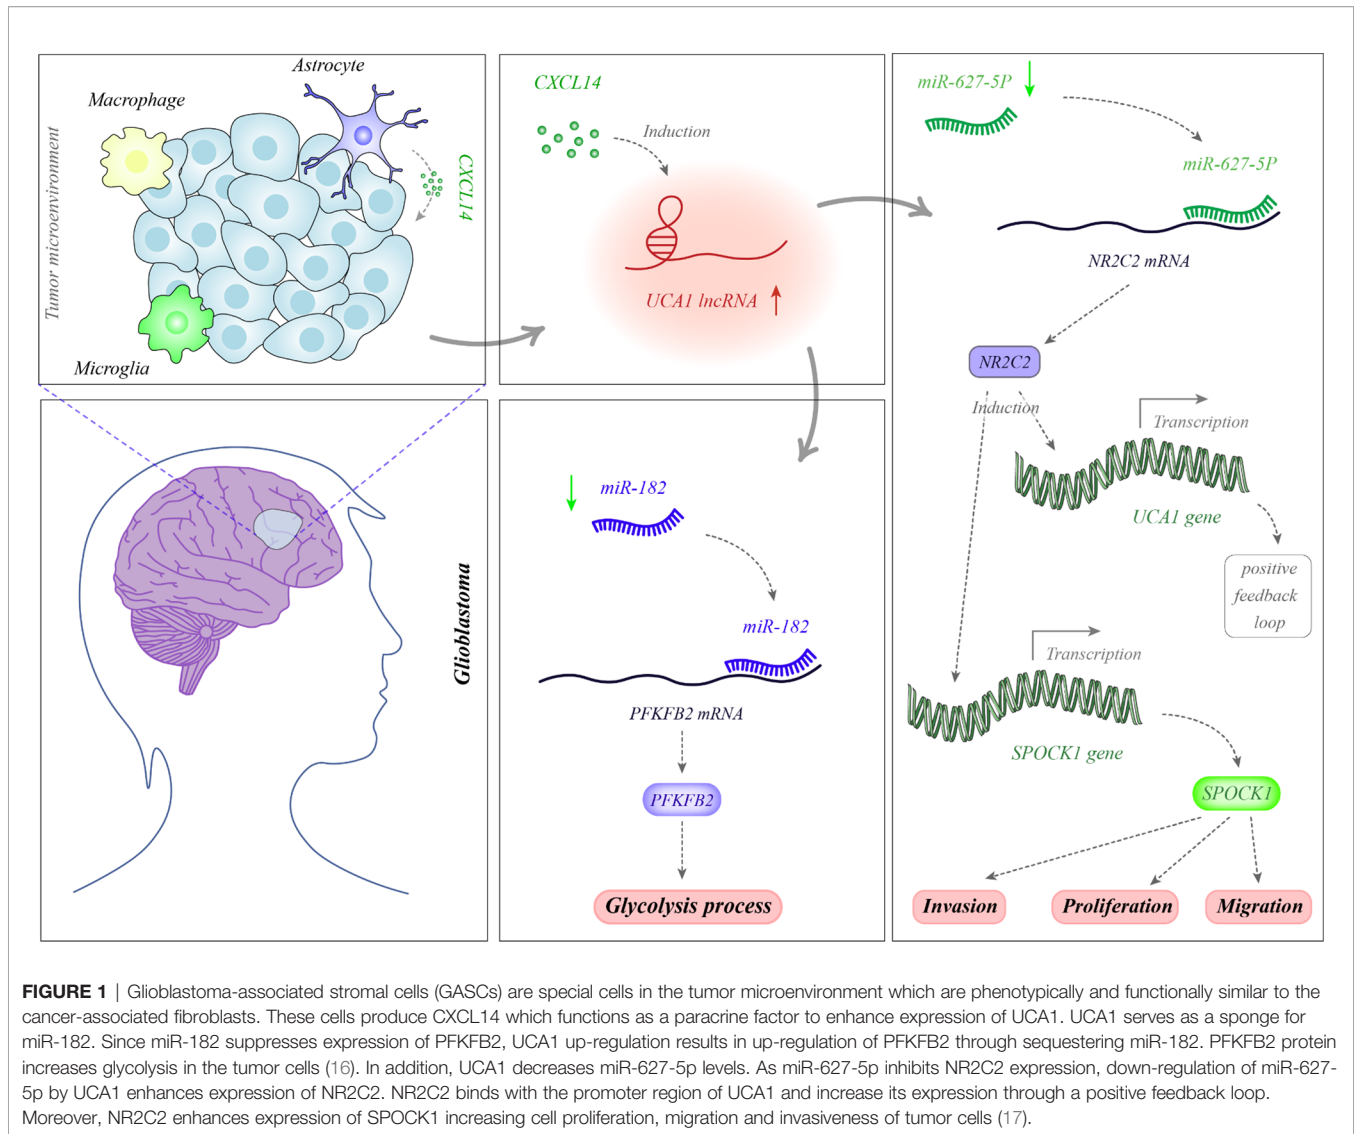 Astrocyte
Macrophage
Tumor microenvironment
CXCL14
Microglia
Glioblastoma
CXCL14
Induction
UCA1 lncRNA
miR-182
miR-182
PFKFB2 mRNA
PFKFB2
Glycolysis process
miR-627-5P
miR-627-5P
NR2C2 mRNA
NR2C2
Induction
Transcription
UCA1 gene
positive
feedback
loop
Transcription
SPOCK1 gene
SPOCK1
Invasion
Proliferation
Migration
FIGURE 1 | Glioblastoma-associated stromal cells (GASCs) are special cells in the tumor microenvironment which are phenotypically and functionally similar to the
cancer-associated fibroblasts. These cells produce CXCL14 which functions as a paracrine factor to enhance expression of UCA1. UCA1 serves as a sponge for
miR-182. Since miR-182 suppresses expression of PFKFB2, UCA1 up-regulation results in up-regulation of PFKFB2 through sequestering miR-182. PFKFB2 protein
increases glycolysis in the tumor cells (16). In addition, UCA1 decreases miR-627-5p levels. As miR-627-5p inhibits NR2C2 expression, down-regulation of miR-627-
5p by UCA1 enhances expression of NR2C2. NR2C2 binds with the promoter region of UCA1 and increase its expression through a positive feedback loop.
Moreover, NR2C2 enhances expression of SPOCK1 increasing cell proliferation, migration and invasiveness of tumor cells (17).